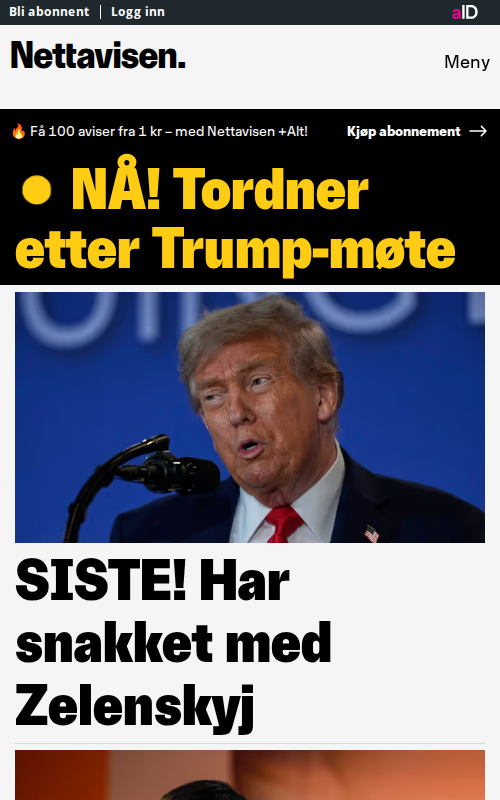 Bli abonnent | Logg inn
aID
Nettavisen.
Meny
🔥 Få 100 aviser fra 1 kr – med Nettavisen +Alt!
Kjøp abonnement →
NÅ! Tordner
etter Trump-møte
SISTE! Har
snakket med
Zelenskyj